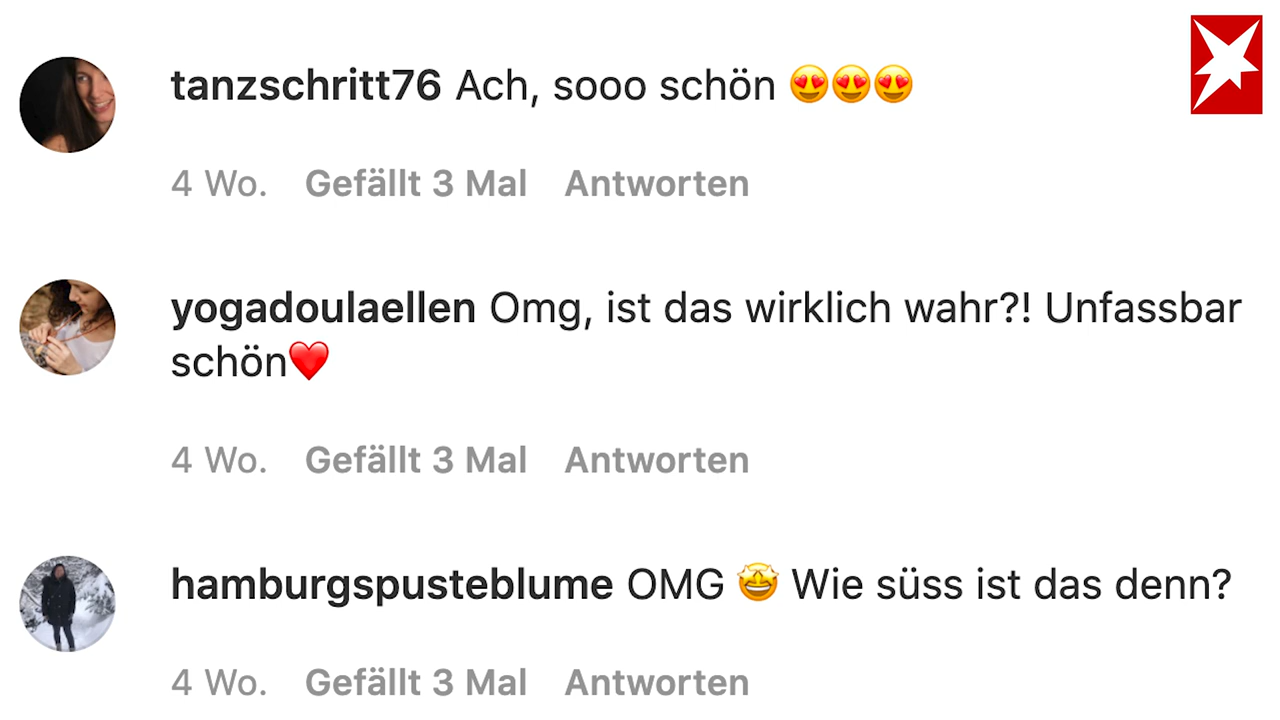 tanzschritt76 Ach, sooo schön 😍😍😍
4 Wo. Gefällt 3 Mal Antworten
yogadoulaellen Omg, ist das wirklich wahr?! Unfassbar
schön❤️
4 Wo. Gefällt 3 Mal Antworten
hamburgspusteblume OMG 🤩 Wie süss ist das denn?
4 Wo. Gefällt 3 Mal Antworten